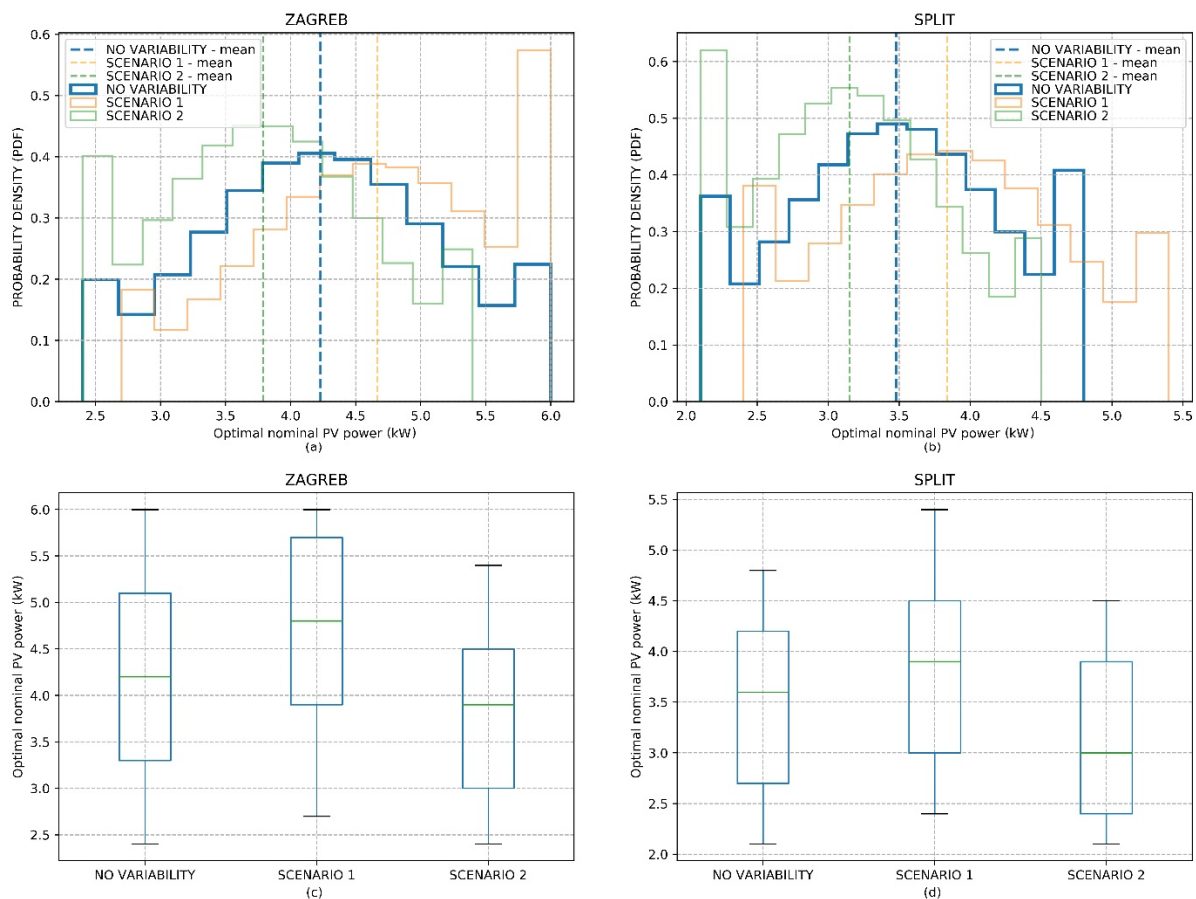 ZAGREB
NO VARIABILITY - mean
SCENARIO 1 - mean
SCENARIO 2 - mean
NO VARIABILITY
SCENARIO 1
SCENARIO 2
PROBABILITY DENSITY (PDF)
0.6
0.5
0.4
0.3
0.2
0.1
0.0
2.5 3.0 3.5 4.0 4.5 5.0 5.5 6.0
Optimal nominal PV power (kW)
(a)
SPLIT
NO VARIABILITY - mean
SCENARIO 1 - mean
SCENARIO 2 - mean
NO VARIABILITY
SCENARIO 1
SCENARIO 2
PROBABILITY DENSITY (PDF)
0.6
0.5
0.4
0.3
0.2
0.1
0.0
2.0 2.5 3.0 3.5 4.0 4.5 5.0 5.5
Optimal nominal PV power (kW)
(b)
ZAGREB
Optimal nominal PV power (kW)
6.0
5.5
5.0
4.5
4.0
3.5
3.0
2.5
NO VARIABILITY SCENARIO 1 SCENARIO 2
(c)
SPLIT
Optimal nominal PV power (kW)
5.5
5.0
4.5
4.0
3.5
3.0
2.5
2.0
NO VARIABILITY SCENARIO 1 SCENARIO 2
(d)